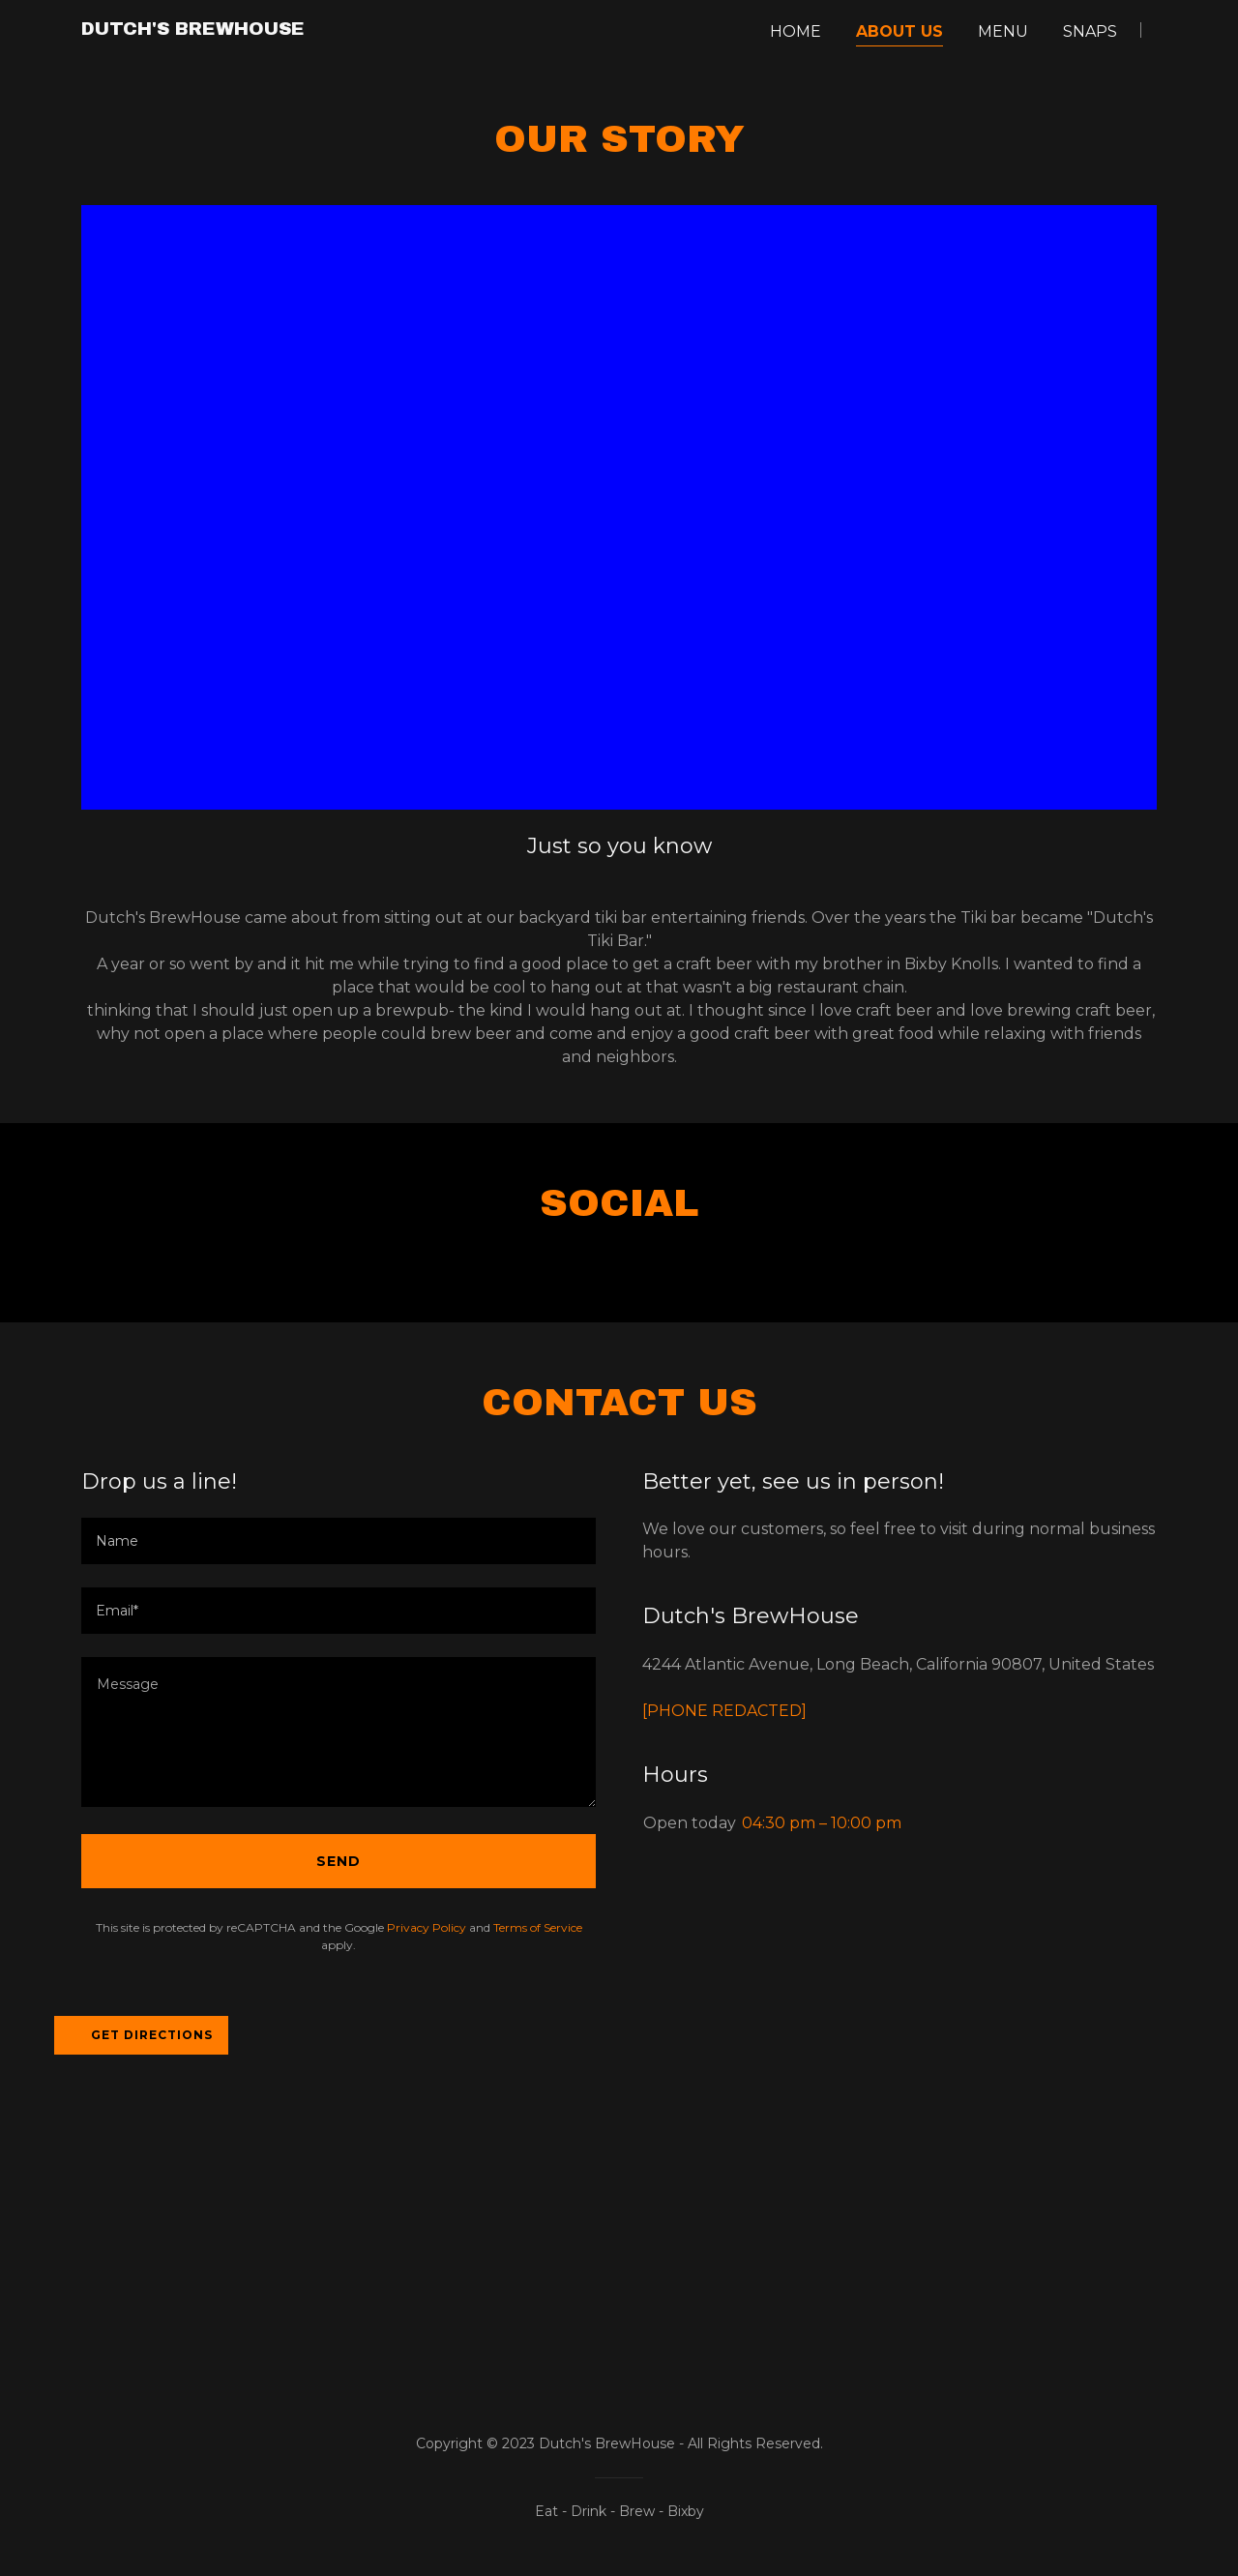 DUTCH'S BREWHOUSE
HOME
ABOUT US
MENU
SNAPS
OUR STORY
Just so you know
Dutch's BrewHouse came about from sitting out at our backyard tiki bar entertaining friends. Over the years the Tiki bar became "Dutch's
Tiki Bar."
A year or so went by and it hit me while trying to find a good place to get a craft beer with my brother in Bixby Knolls. I wanted to find a
place that would be cool to hang out at that wasn't a big restaurant chain.
thinking that I should just open up a brewpub- the kind I would hang out at. I thought since I love craft beer and love brewing craft beer,
why not open a place where people could brew beer and come and enjoy a good craft beer with great food while relaxing with friends
and neighbors.
SOCIAL
CONTACT US
Drop us a line!
Name
Email*
Message
SEND
This site is protected by reCAPTCHA and the Google Privacy Policy and Terms of Service
apply.
Better yet, see us in person!
We love our customers, so feel free to visit during normal business
hours.
Dutch's BrewHouse
4244 Atlantic Avenue, Long Beach, California 90807, United States
[PHONE REDACTED]
Hours
Open today 04:30 pm – 10:00 pm
GET DIRECTIONS
Copyright © 2023 Dutch's BrewHouse - All Rights Reserved.
Eat - Drink - Brew - Bixby